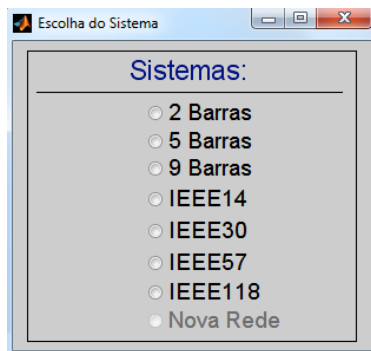 Escolha do Sistema
Sistemas:
2 Barras
5 Barras
9 Barras
IEEE14
IEEE30
IEEE57
IEEE118
Nova Rede